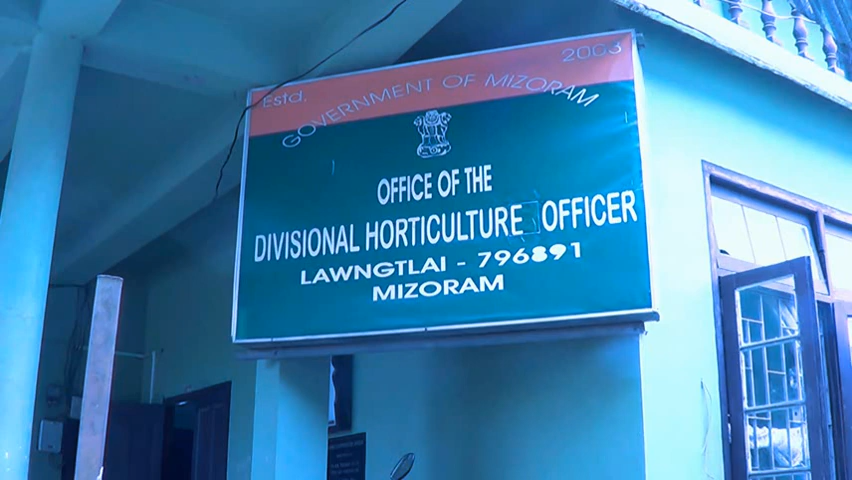 Estd. 2003
GOVERNMENT OF MIZORAM
OFFICE OF THE
DIVISIONAL HORTICULTURE OFFICER
LAWNGTLAI - 796891
MIZORAM